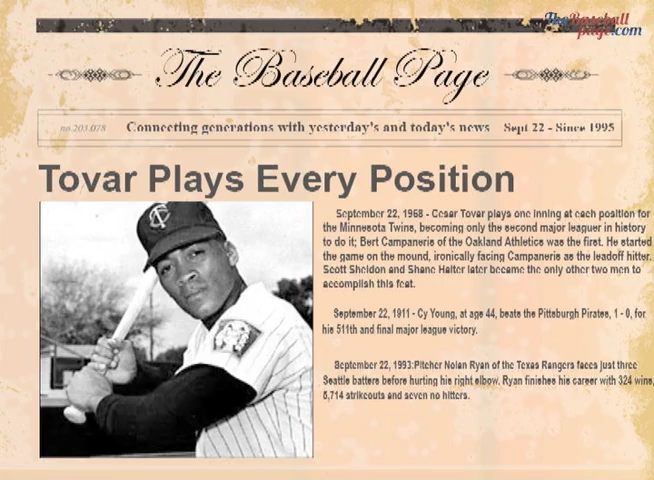 TheBaseball
page.com
The Baseball Page
no.203.078 Connecting generations with yesterday's and today's news Sept 22 - Since 1995
Tovar Plays Every Position
September 22, 1968 - Cesar Tovar plays one inning at each position for
the Minnesota Twins, becoming only the second major leaguer in history
to do it; Bert Campaneris of the Oakland Athletics was the first. He started
the game on the mound, ironically facing Campaneris as the leadoff hitter.
Scott Sheldon and Shane Halter later became the only other two men to
accomplish this feat.
September 22, 1911 - Cy Young, at age 44, beats the Pittsburgh Pirates, 1 - 0, for
his 511th and final major league victory.
September 22, 1993:Pitcher Nolan Ryan of the Texas Rangers faces just three
Seattle batters before hurting his right elbow. Ryan finishes his career with 324 wins,
5,714 strikeouts and seven no hitters.